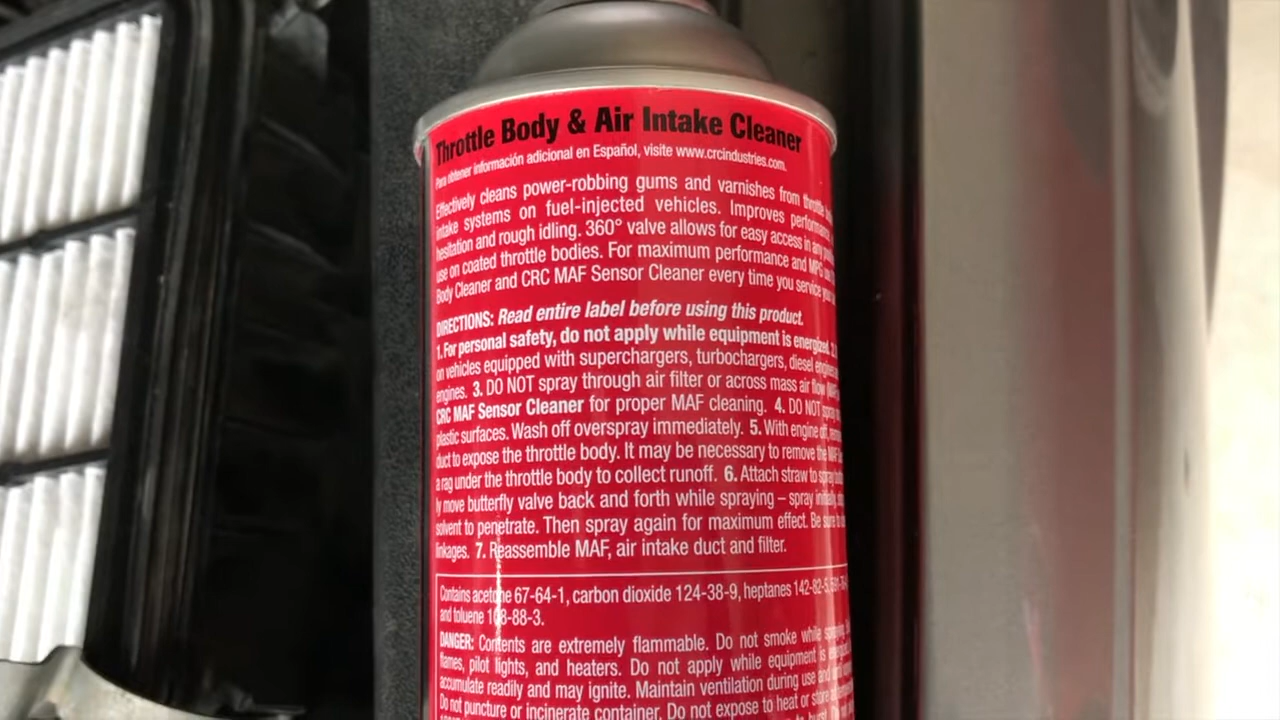 Throttle Body & Air Intake Cleaner
Para obtener información adicional en Español, visite www.crcindustries.com.
Effectively cleans power-robbing gums and varnishes from throttle
intake systems on fuel-injected vehicles. Improves performance,
hesitation and rough idling. 360° valve allows for easy access in any
use on coated throttle bodies. For maximum performance and MPG
Body Cleaner and CRC MAF Sensor Cleaner every time you service your
DIRECTIONS: Read entire label before using this product.
1. For personal safety, do not apply while equipment is energized. 2.
on vehicles equipped with superchargers, turbochargers, diesel engines
engines. 3. DO NOT spray through air filter or across mass air flow
CRC MAF Sensor Cleaner for proper MAF cleaning. 4. DO NOT spray
plastic surfaces. Wash off overspray immediately. 5. With engine off,
duct to expose the throttle body. It may be necessary to remove the
a rag under the throttle body to collect runoff. 6. Attach straw to spray
ly move butterfly valve back and forth while spraying – spray initially,
solvent to penetrate. Then spray again for maximum effect. Be sure to
linkages. 7. Reassemble MAF, air intake duct and filter.
Contains acetone 67-64-1, carbon dioxide 124-38-9, heptanes 142-82-5,
and toluene 108-88-3.
DANGER: Contents are extremely flammable. Do not smoke while
flames, pilot lights, and heaters. Do not apply while equipment is
accumulate readily and may ignite. Maintain ventilation during use and
Do not puncture or incinerate container. Do not expose to heat or store